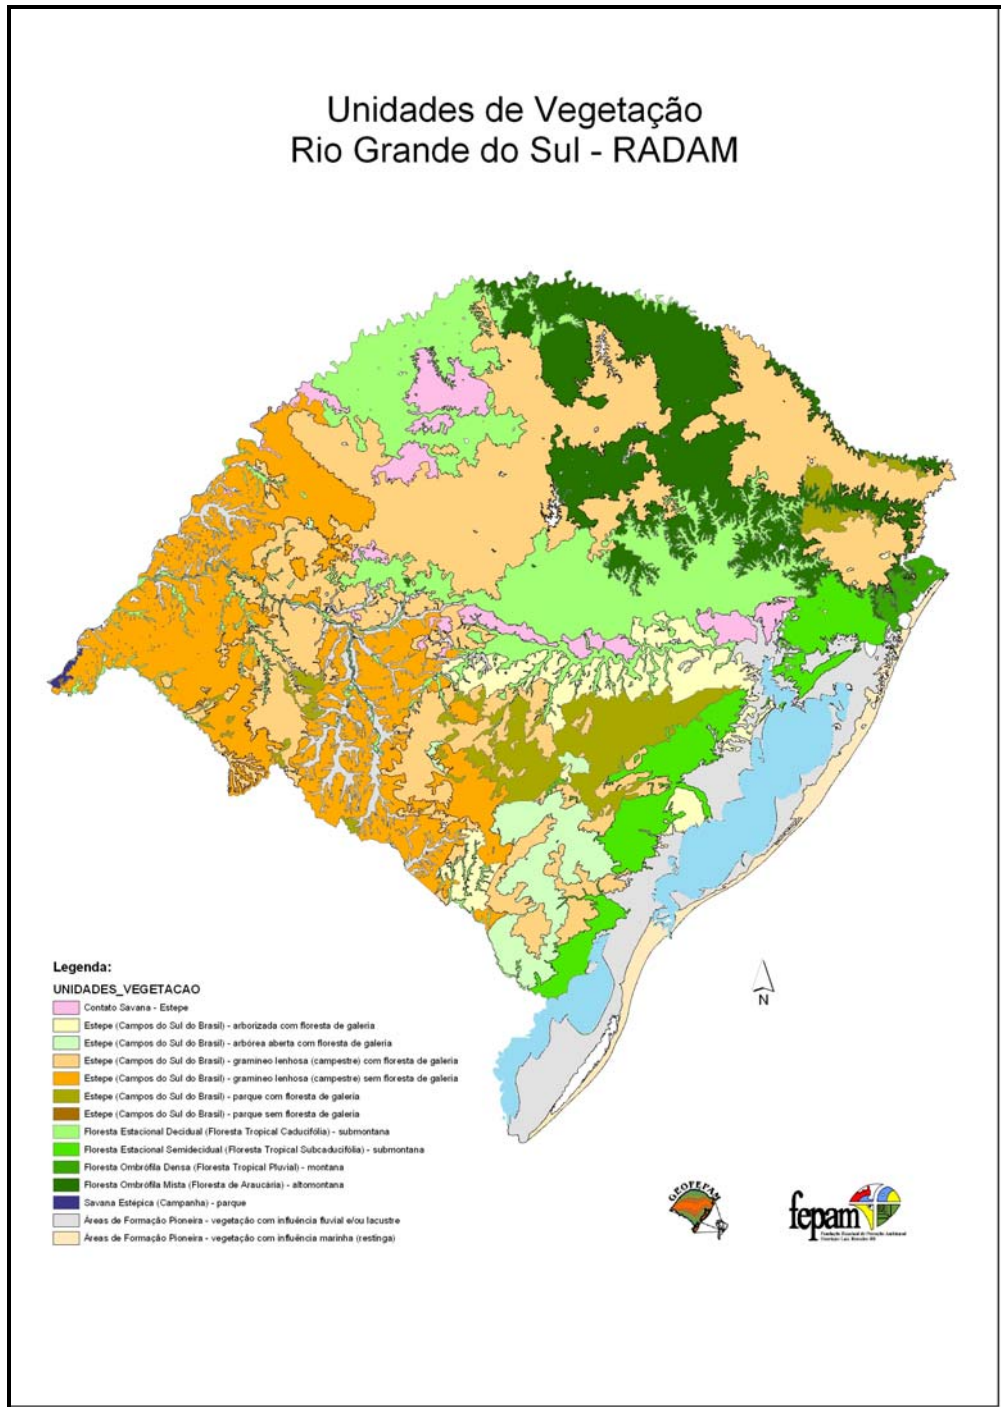 Unidades de Vegetação
Rio Grande do Sul - RADAM
Legenda:
UNIDADES_VEGETACAO
Contato Savana - Estepe
Estepe (Campos do Sul do Brasil) - arborizada com floresta de galeria
Estepe (Campos do Sul do Brasil) - arbórea aberta com floresta de galeria
Estepe (Campos do Sul do Brasil) - gramineo lenhosa (campestre) com floresta de galeria
Estepe (Campos do Sul do Brasil) - gramineo lenhosa (campestre) sem floresta de galeria
Estepe (Campos do Sul do Brasil) - parque com floresta de galeria
Estepe (Campos do Sul do Brasil) - parque sem floresta de galeria
Floresta Estacional Decidual (Floresta Tropical Caducifólia) - submontana
Floresta Estacional Semidecidual (Floresta Tropical Subcaducifólia) - submontana
Floresta Ombrófila Densa (Floresta Tropical Pluvial) - montana
Floresta Ombrófila Mista (Floresta de Araucária) - altomontana
Savana Estépica (Campanha) - parque
Áreas de Formação Pioneira - vegetação com influência fluvial e/ou lacustre
Áreas de Formação Pioneira - vegetação com influência marinha (restinga)
N
GEOFEPAM
fepam